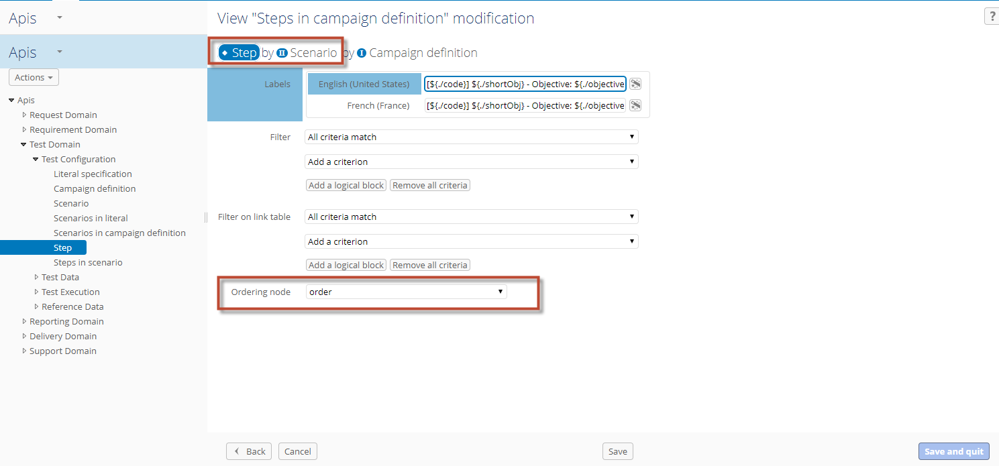 Apis
View "Steps in campaign definition" modification
?
Apis
Step by II Scenario by I Campaign definition
Actions
Labels
English (United States)
[${./code}] ${./shortObj} - Objective: ${./objective
French (France)
[${./code}] ${./shortObj} - Objective: ${./objective
Apis
Request Domain
Requirement Domain
Test Domain
Test Configuration
Literal specification
Campaign definition
Scenario
Scenarios in literal
Scenarios in campaign definition
Step
Steps in scenario
Test Data
Test Execution
Reference Data
Reporting Domain
Delivery Domain
Support Domain
Filter
All criteria match
Add a criterion
Add a logical block Remove all criteria
Filter on link table
All criteria match
Add a criterion
Add a logical block Remove all criteria
Ordering node
order
Back Cancel Save Save and quit